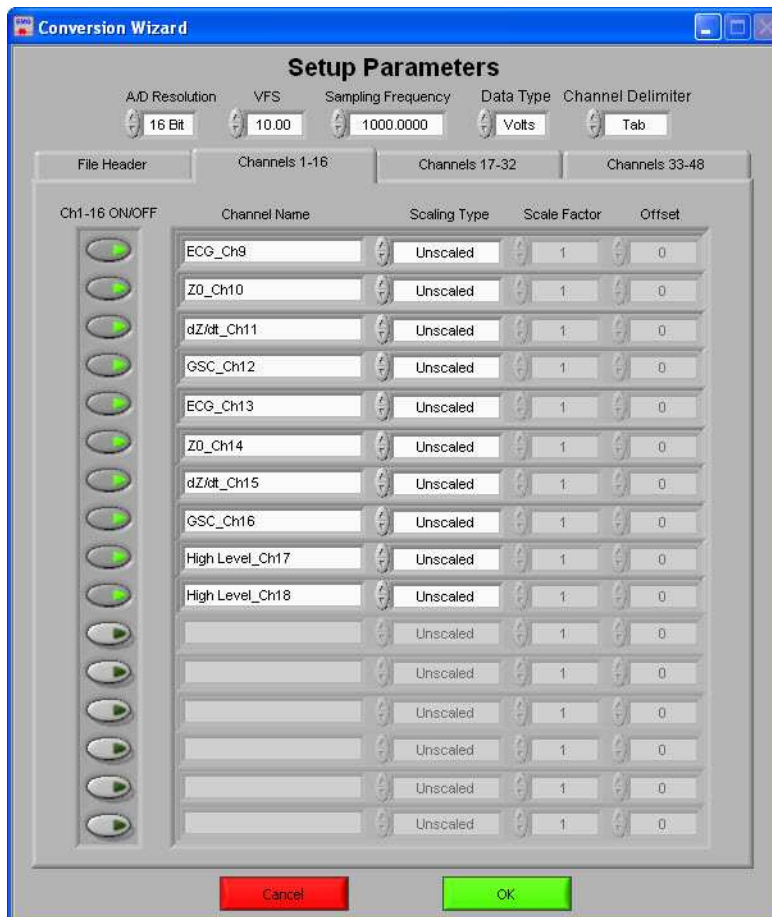 Conversion Wizard
Setup Parameters
A/D Resolution VFS Sampling Frequency Data Type Channel Delimiter
16 Bit 10.00 1000.0000 Volts Tab
File Header Channels 1-16 Channels 17-32 Channels 33-48
Ch1-16 ON/OFF Channel Name Scaling Type Scale Factor Offset
ECG_Ch9 Unscaled 1 0
Z0_Ch10 Unscaled 1 0
dZ/dt_Ch11 Unscaled 1 0
GSC_Ch12 Unscaled 1 0
ECG_Ch13 Unscaled 1 0
Z0_Ch14 Unscaled 1 0
dZ/dt_Ch15 Unscaled 1 0
GSC_Ch16 Unscaled 1 0
High Level_Ch17 Unscaled 1 0
High Level_Ch18 Unscaled 1 0
Unscaled 1 0
Unscaled 1 0
Unscaled 1 0
Unscaled 1 0
Unscaled 1 0
Unscaled 1 0
Cancel OK